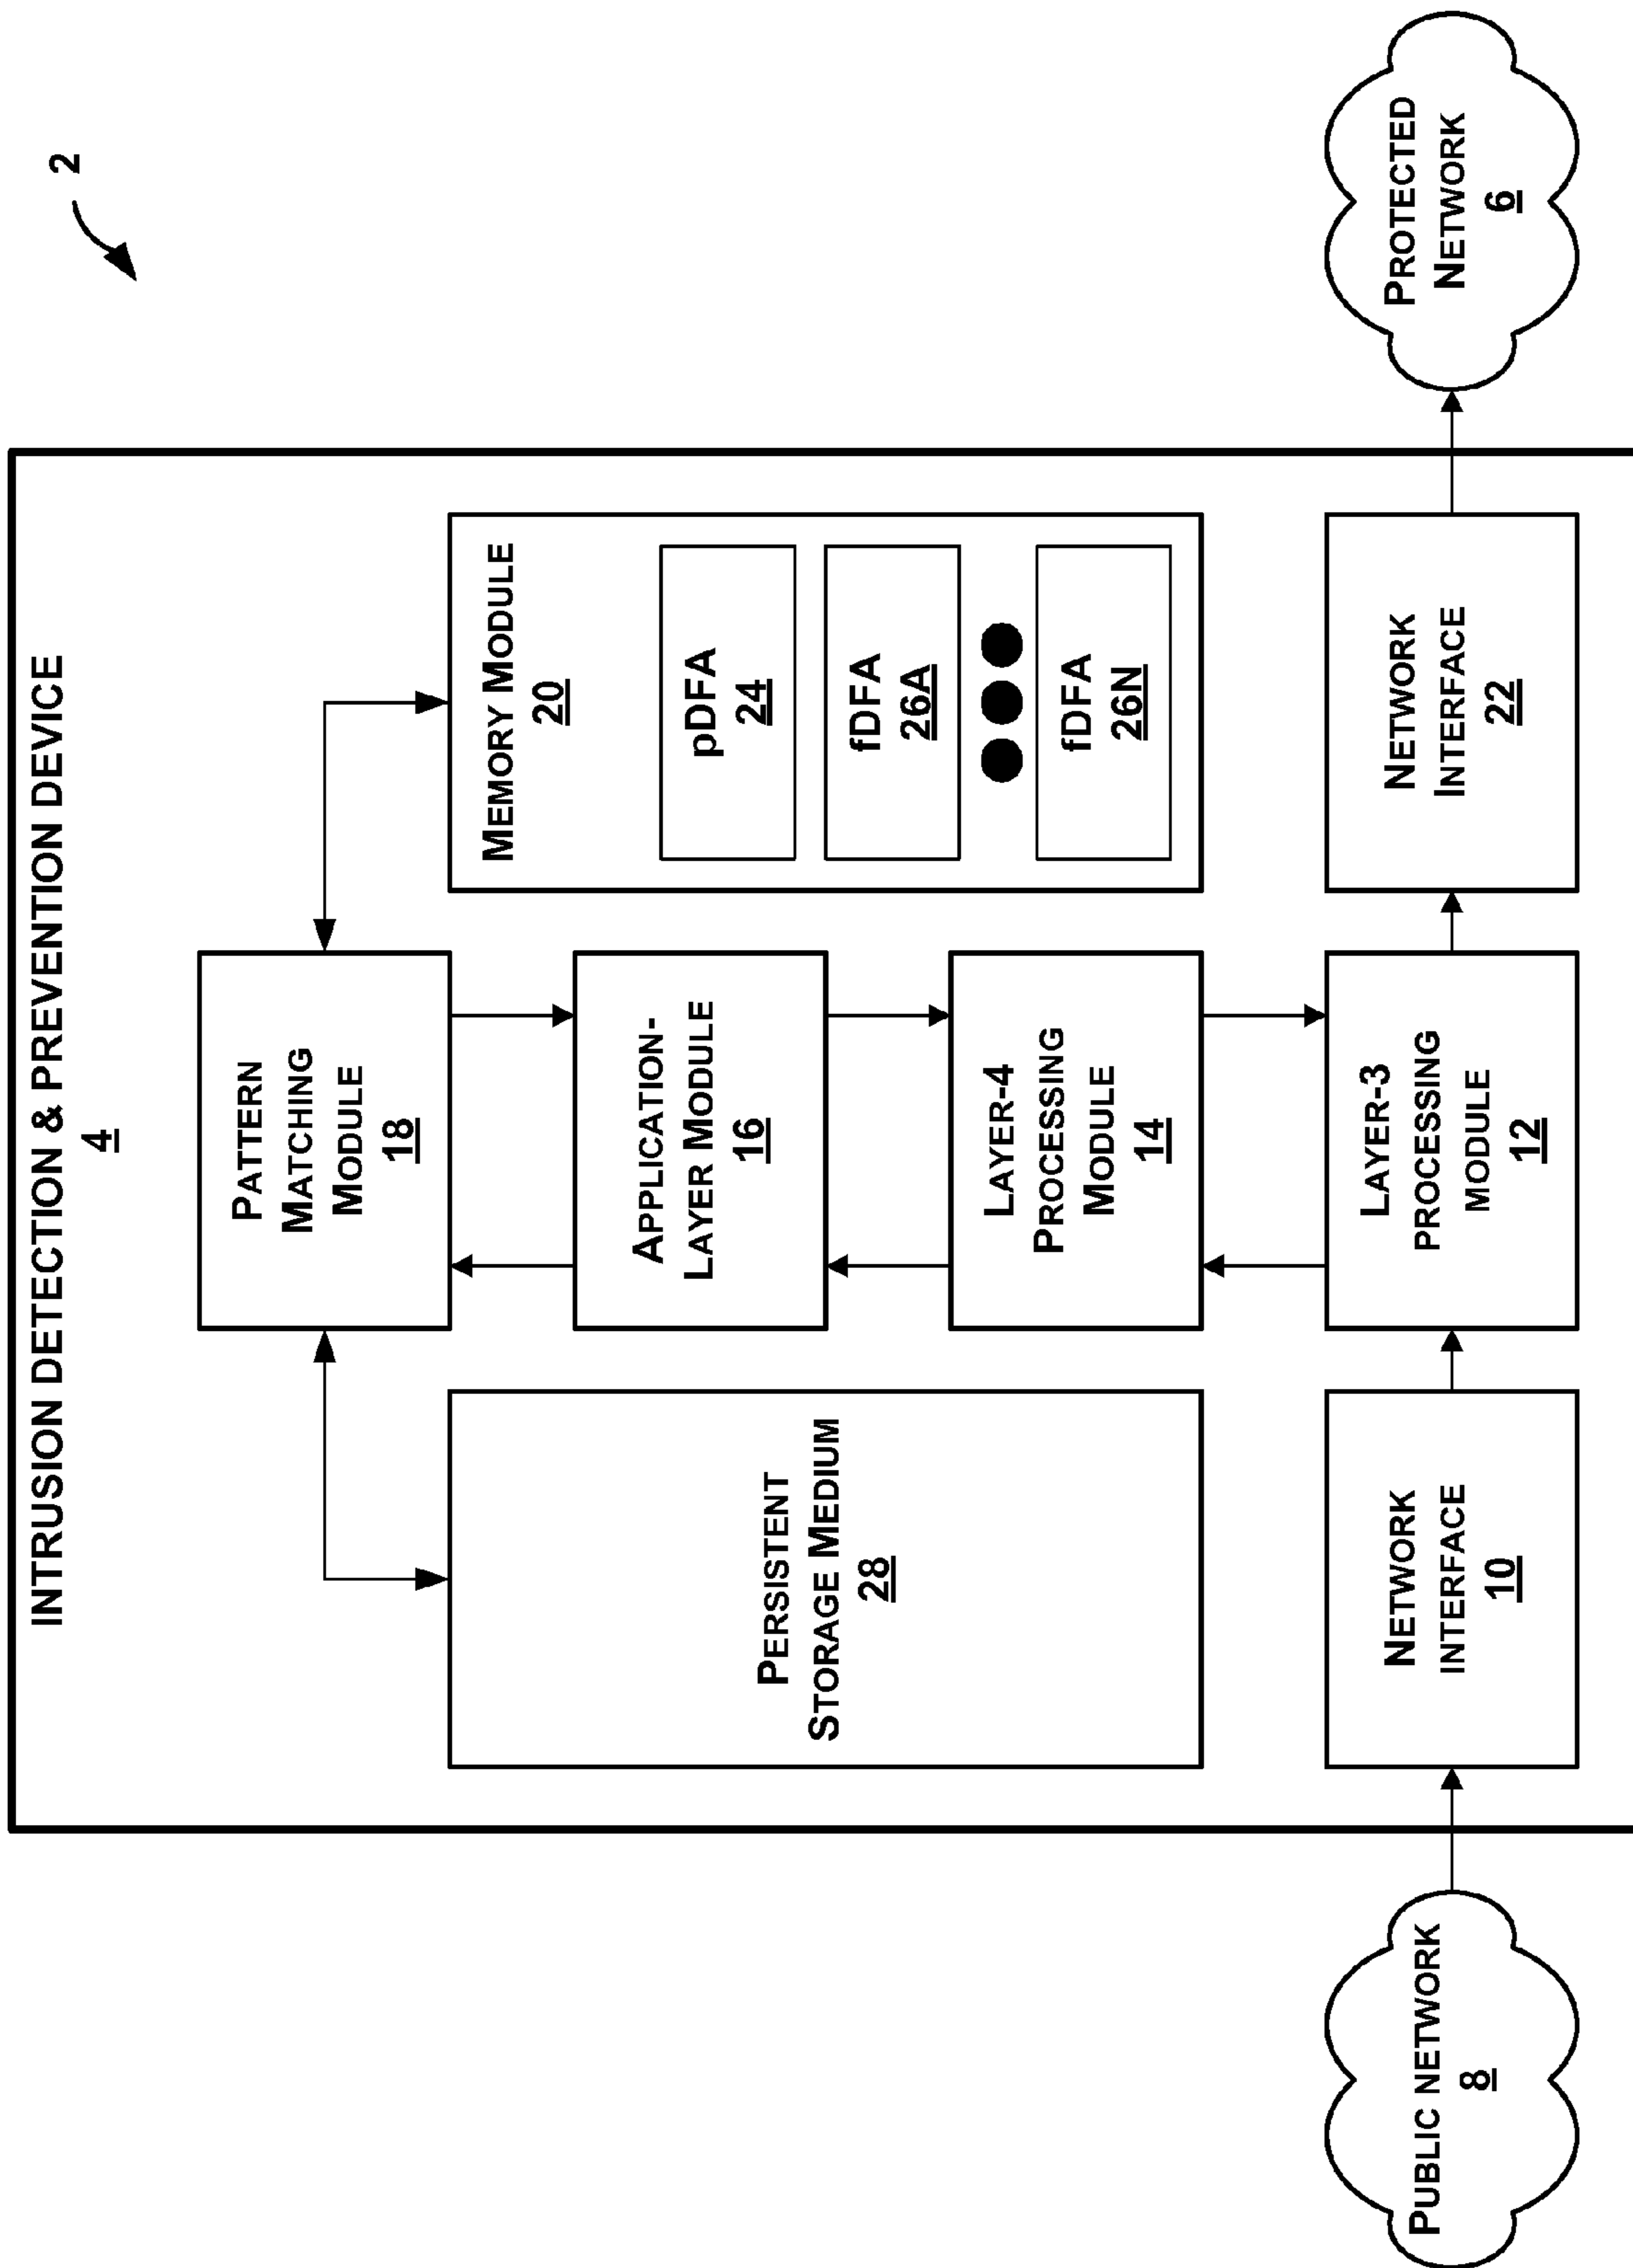 2
INTRUSION DETECTION & PREVENTION DEVICE
4
PATTERN
MATCHING
MODULE
18
APPLICATION-
LAYER MODULE
16
LAYER-4
PROCESSING
MODULE
14
LAYER-3
PROCESSING
MODULE
12
PERSISTENT
STORAGE MEDIUM
28
MEMORY MODULE
20
pDFA
24
fDFA
26A
fDFA
26N
PUBLIC NETWORK
8
NETWORK
INTERFACE
10
NETWORK
INTERFACE
22
PROTECTED
NETWORK
6